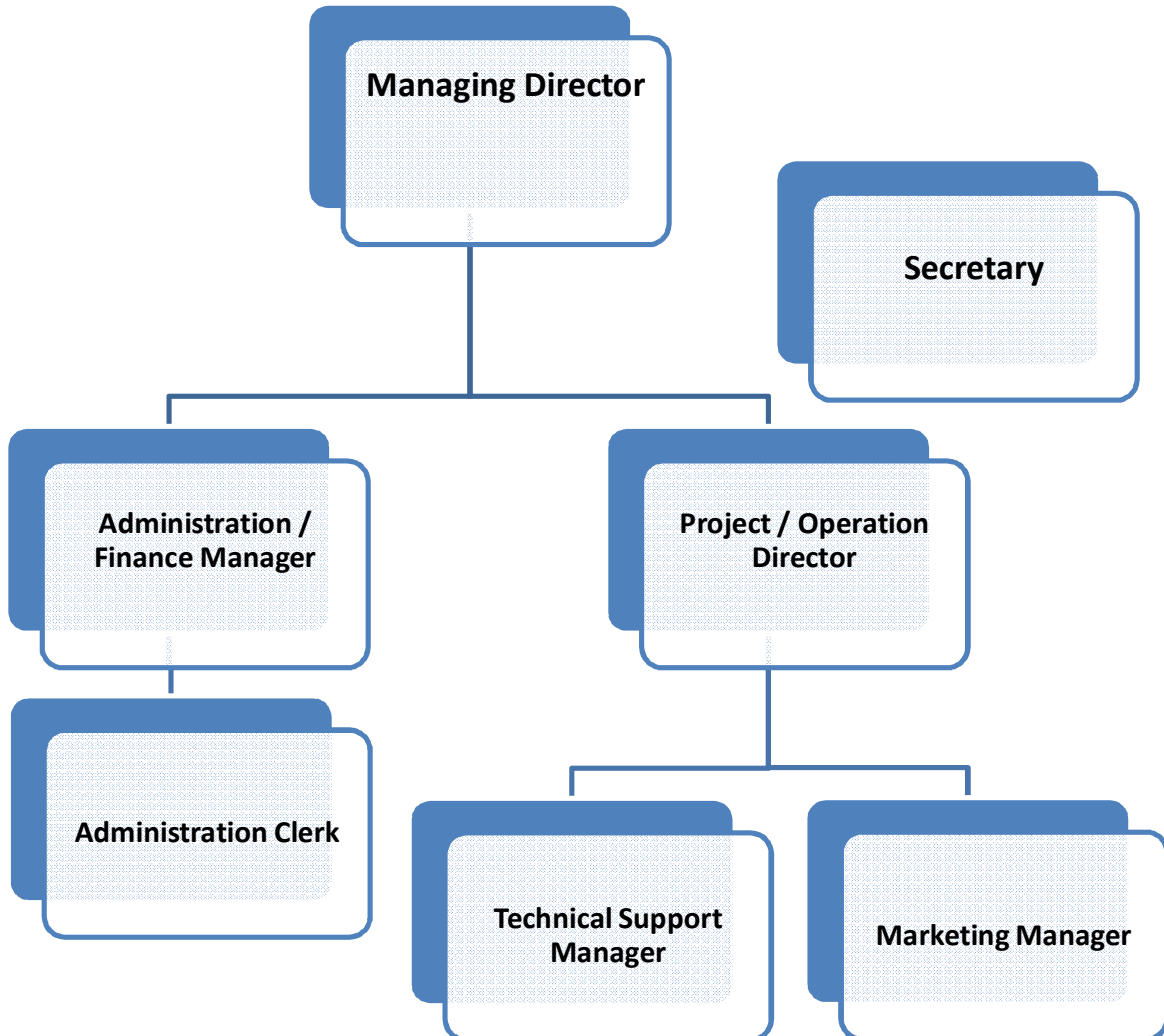 Managing Director
Secretary
Administration /
Finance Manager
Project / Operation
Director
Administration Clerk
Technical Support
Manager
Marketing Manager